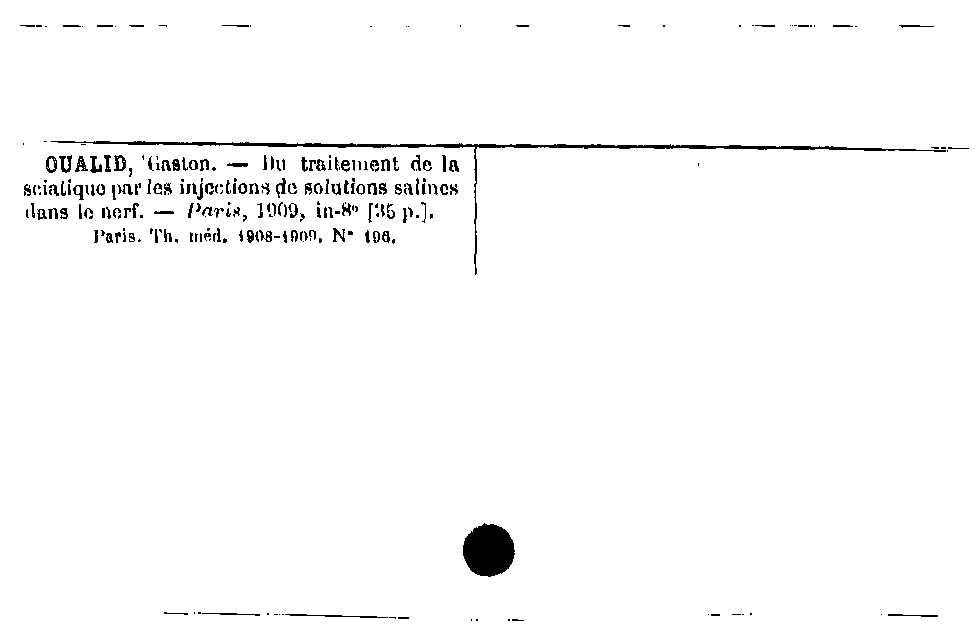 OUALID, Gaston. — Du traitement de la
sciatique par les injections de solutions salines
dans le nerf. — Paris, 1909, in-8º [35 p.].
Paris. Th. méd. 1908-1909. N° 196.